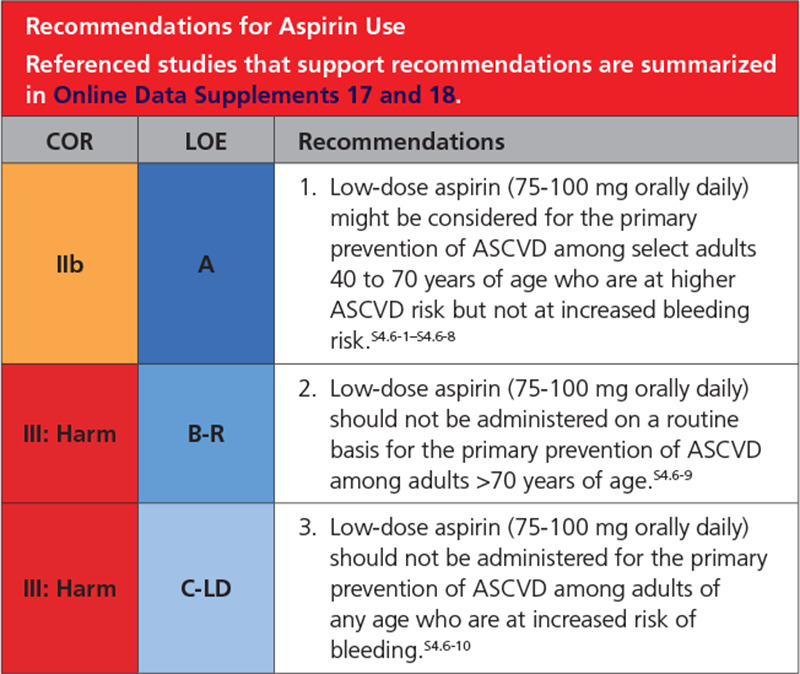 Recommendations for Aspirin Use
Referenced studies that support recommendations are summarized
in Online Data Supplements 17 and 18.
COR LOE Recommendations
IIb A
1. Low-dose aspirin (75-100 mg orally daily)
might be considered for the primary
prevention of ASCVD among select adults
40 to 70 years of age who are at higher
ASCVD risk but not at increased bleeding
risk.S4.6-1–S4.6-8
III: Harm B-R
2. Low-dose aspirin (75-100 mg orally daily)
should not be administered on a routine
basis for the primary prevention of ASCVD
among adults >70 years of age.S4.6-9
III: Harm C-LD
3. Low-dose aspirin (75-100 mg orally daily)
should not be administered for the primary
prevention of ASCVD among adults of
any age who are at increased risk of
bleeding.S4.6-10